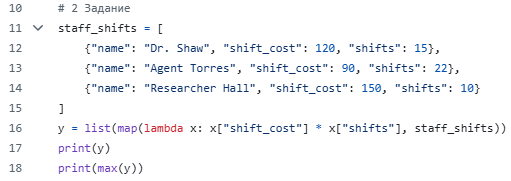 10 # 2 Задание
11 staff_shifts = [
12     {"name": "Dr. Shaw", "shift_cost": 120, "shifts": 15},
13     {"name": "Agent Torres", "shift_cost": 90, "shifts": 22},
14     {"name": "Researcher Hall", "shift_cost": 150, "shifts": 10}
15 ]
16 y = list(map(lambda x: x["shift_cost"] * x["shifts"], staff_shifts))
17 print(y)
18 print(max(y))